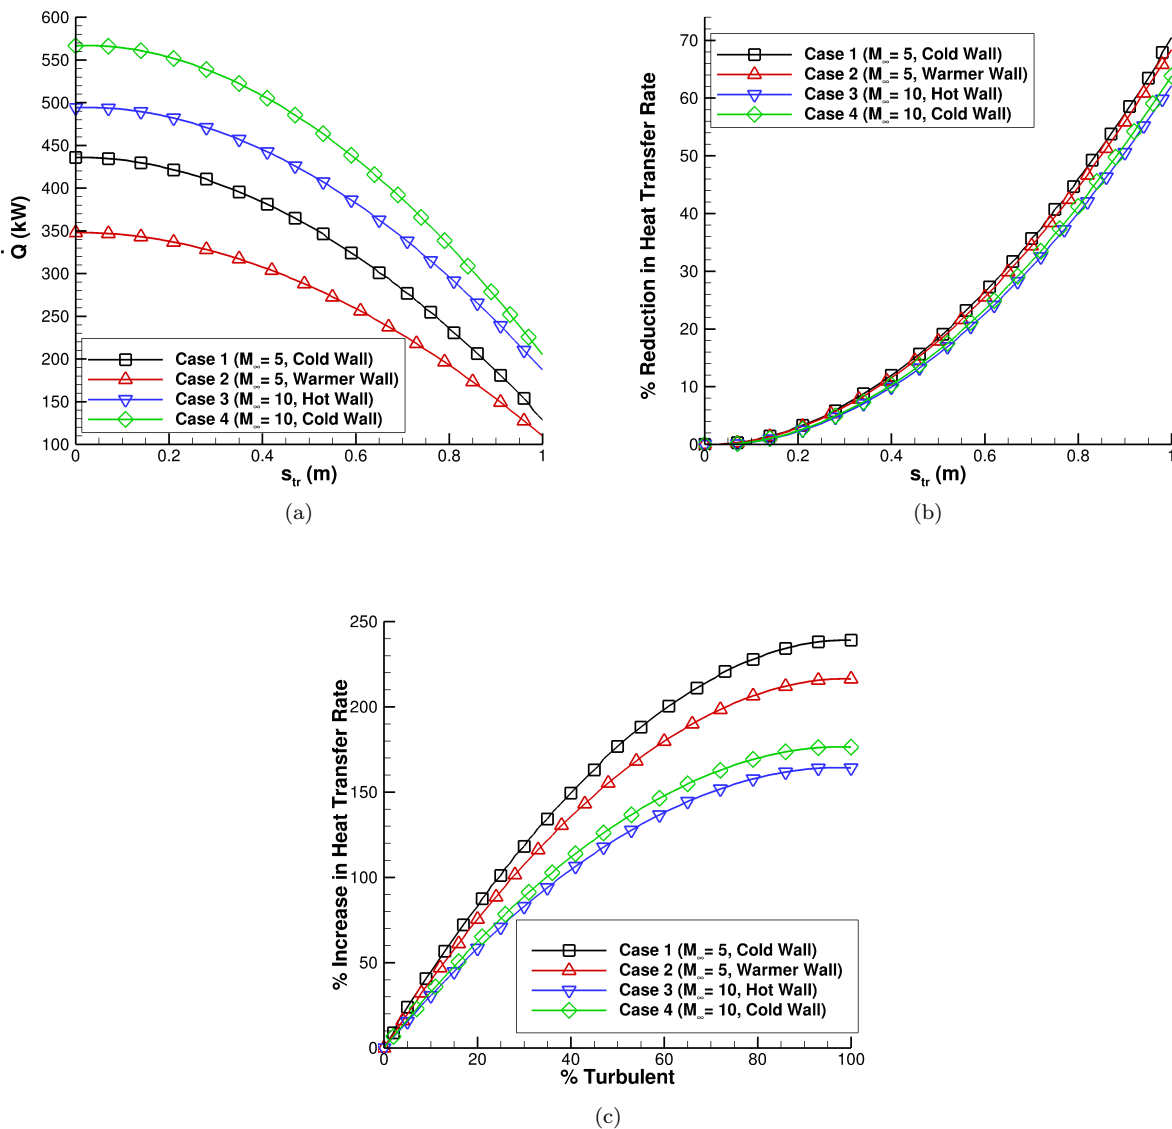 600
550
500
450
400
350
300
250
200
150
100
Q̇ (kW)
Case 1 (M∞= 5, Cold Wall)
Case 2 (M∞= 5, Warmer Wall)
Case 3 (M∞= 10, Hot Wall)
Case 4 (M∞= 10, Cold Wall)
0 0.2 0.4 0.6 0.8 1
str (m)
(a)
70
60
50
40
30
20
10
0
% Reduction in Heat Transfer Rate
Case 1 (M∞= 5, Cold Wall)
Case 2 (M∞= 5, Warmer Wall)
Case 3 (M∞= 10, Hot Wall)
Case 4 (M∞= 10, Cold Wall)
0 0.2 0.4 0.6 0.8 1
str (m)
(b)
250
200
150
100
50
0
% Increase in Heat Transfer Rate
Case 1 (M∞= 5, Cold Wall)
Case 2 (M∞= 5, Warmer Wall)
Case 3 (M∞= 10, Hot Wall)
Case 4 (M∞= 10, Cold Wall)
0 20 40 60 80 100
% Turbulent
(c)